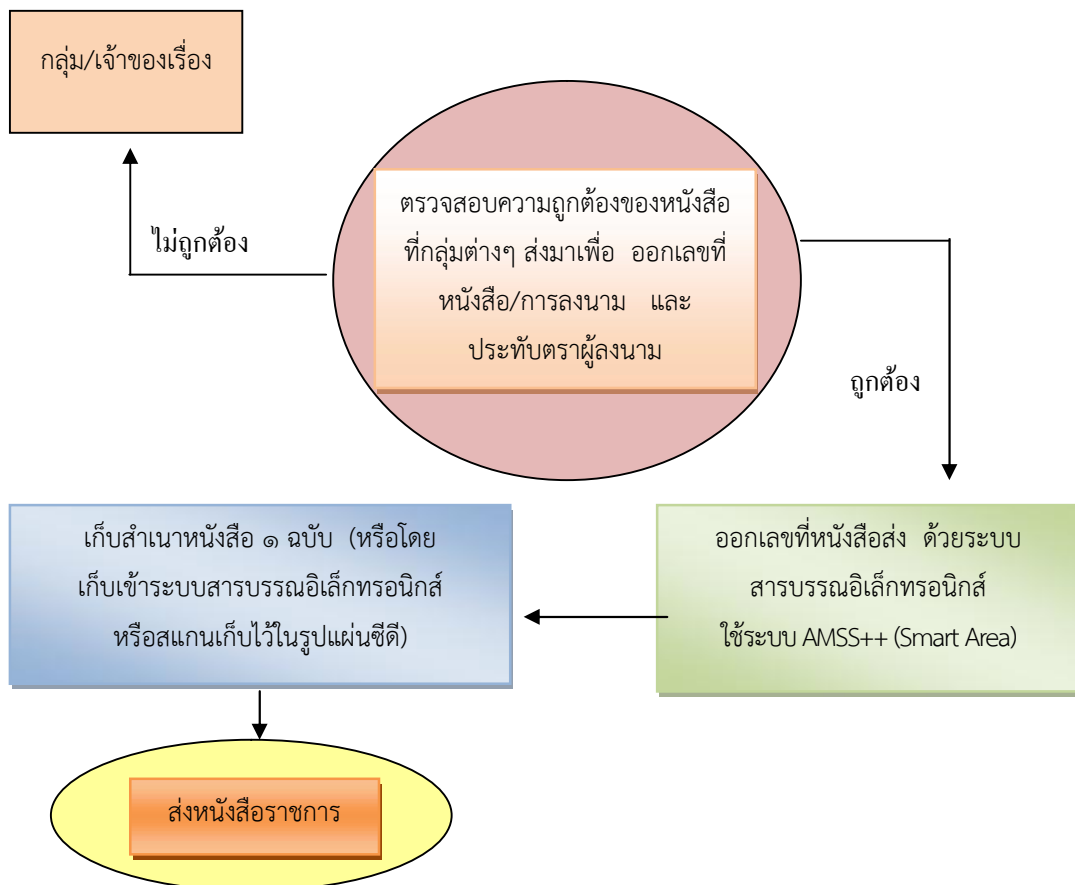 กลุ่ม/เจ้าของเรื่อง
ตรวจสอบความถูกต้องของหนังสือ
ที่กลุ่มต่างๆ ส่งมาเพื่อ ออกเลขที่
หนังสือ/การลงนาม และ
ประทับตราผู้ลงนาม
ไม่ถูกต้อง
ถูกต้อง
เก็บสำเนาหนังสือ ๑ ฉบับ (หรือโดย
เก็บเข้าระบบสารบรรณอิเล็กทรอนิกส์
หรือสแกนเก็บไว้ในรูปแผ่นซีดี)
ออกเลขที่หนังสือส่ง ด้วยระบบ
สารบรรณอิเล็กทรอนิกส์
ใช้ระบบ AMSS++ (Smart Area)
ส่งหนังสือราชการ